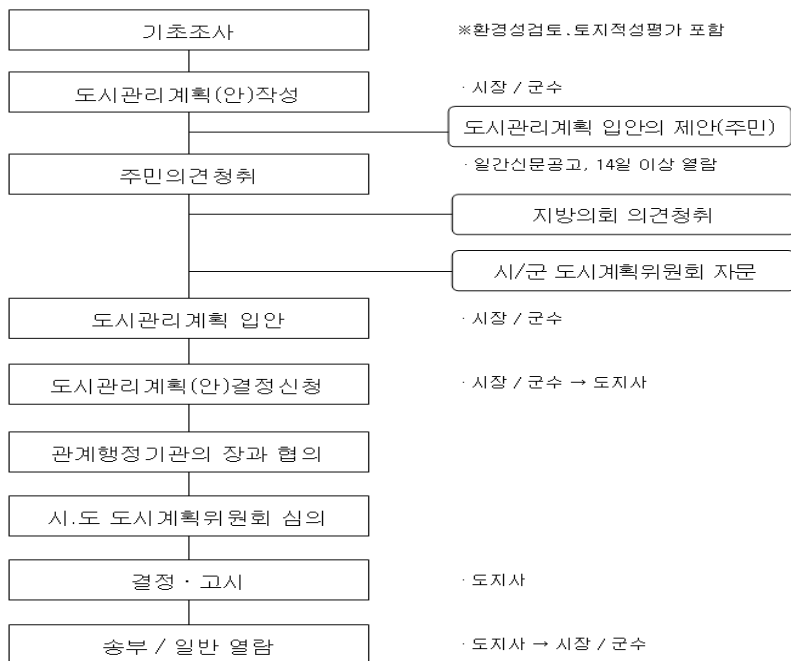 기초조사
※환경성검토.토지적성평가 포함
도시관리계획(안)작성
· 시장 / 군수
도시관리계획 입안의 제안(주민)
주민의견청취
· 일간신문공고, 14일 이상 열람
지방의회 의견청취
시/군 도시계획위원회 자문
도시관리계획 입안
· 시장 / 군수
도시관리계획(안)결정신청
· 시장 / 군수 → 도지사
관계행정기관의 장과 협의
시.도 도시계획위원회 심의
결정 · 고시
· 도지사
송부 / 일반 열람
· 도지사 → 시장 / 군수